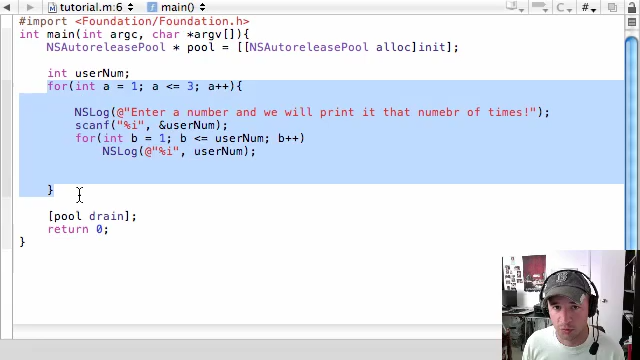 tutorial.m:6 main()
#import <Foundation/Foundation.h>
int main(int argc, char *argv[]){
NSAutoreleasePool * pool = [[NSAutoreleasePool alloc]init];
int userNum;
for(int a = 1; a <= 3; a++){
NSLog(@"Enter a number and we will print it that numebr of times!");
scanf("%i", &userNum);
for(int b = 1; b <= userNum; b++)
NSLog(@"%i", userNum);
}
[pool drain];
return 0;
}